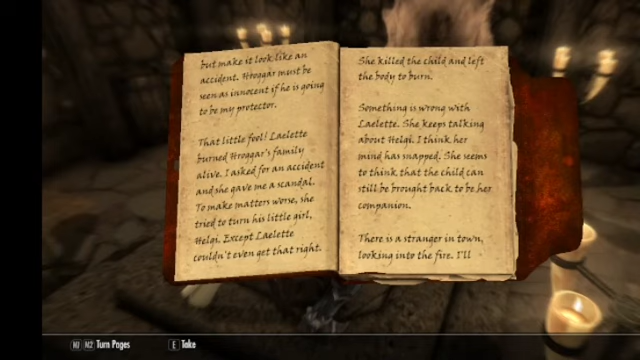 but make it look like an
accident. Hroggar must be
seen as innocent if he is going
to be my protector.
That little fool! Laelette
burned Hroggar's family
alive. I asked for an accident
and she gave me a scandal.
To make matters worse, she
tried to turn his little girl,
Helgi. Except Laelette
couldn't even get that right.
She killed the child and left
the body to burn.
Something is wrong with
Laelette. She keeps talking
about Helgi. I think her
mind has snapped. She seems
to think that the child can
still be brought back to be her
companion.
There is a stranger in town,
looking into the fire. I'll
N1 N2 Turn Pages E Take